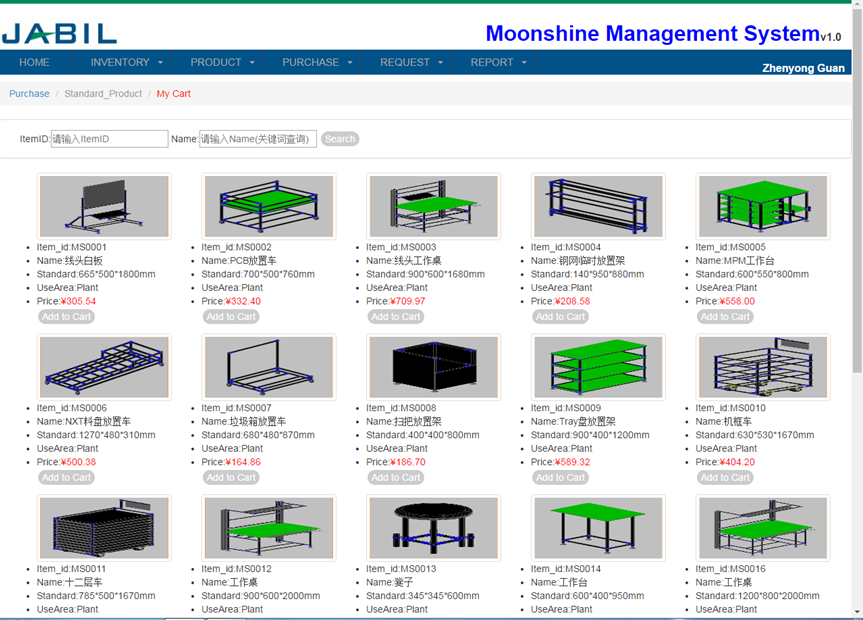 JABIL
Moonshine Management System v1.0
HOME INVENTORY PRODUCT PURCHASE REQUEST REPORT
Zhenyong Guan
Purchase / Standard_Product / My Cart
ItemID: 请输入ItemID Name: 请输入Name(关键词查询) Search
Item_id:MS0001
Name:线头白板
Standard:665*500*1800mm
UseArea:Plant
Price:¥305.54
Add to Cart
Item_id:MS0002
Name:PCB放置车
Standard:700*500*760mm
UseArea:Plant
Price:¥332.40
Add to Cart
Item_id:MS0003
Name:线头工作桌
Standard:900*600*1680mm
UseArea:Plant
Price:¥709.97
Add to Cart
Item_id:MS0004
Name:钢网临时放置架
Standard:140*950*880mm
UseArea:Plant
Price:¥208.58
Add to Cart
Item_id:MS0005
Name:MPM工作台
Standard:600*550*800mm
UseArea:Plant
Price:¥558.00
Add to Cart
Item_id:MS0006
Name:NXT料盘放置车
Standard:1270*480*310mm
UseArea:Plant
Price:¥500.38
Add to Cart
Item_id:MS0007
Name:垃圾箱放置车
Standard:680*480*870mm
UseArea:Plant
Price:¥164.86
Add to Cart
Item_id:MS0008
Name:扫把放置架
Standard:400*400*800mm
UseArea:Plant
Price:¥186.70
Add to Cart
Item_id:MS0009
Name:Tray盘放置架
Standard:900*400*1200mm
UseArea:Plant
Price:¥589.32
Add to Cart
Item_id:MS0010
Name:机框车
Standard:630*530*1670mm
UseArea:Plant
Price:¥404.20
Add to Cart
Item_id:MS0011
Name:十二层车
Standard:785*500*1670mm
UseArea:Plant
Item_id:MS0012
Name:工作桌
Standard:900*600*2000mm
UseArea:Plant
Item_id:MS0013
Name:凳子
Standard:345*345*600mm
UseArea:Plant
Item_id:MS0014
Name:工作台
Standard:600*400*950mm
UseArea:Plant
Item_id:MS0016
Name:工作桌
Standard:1200*800*2000mm
UseArea:Plant